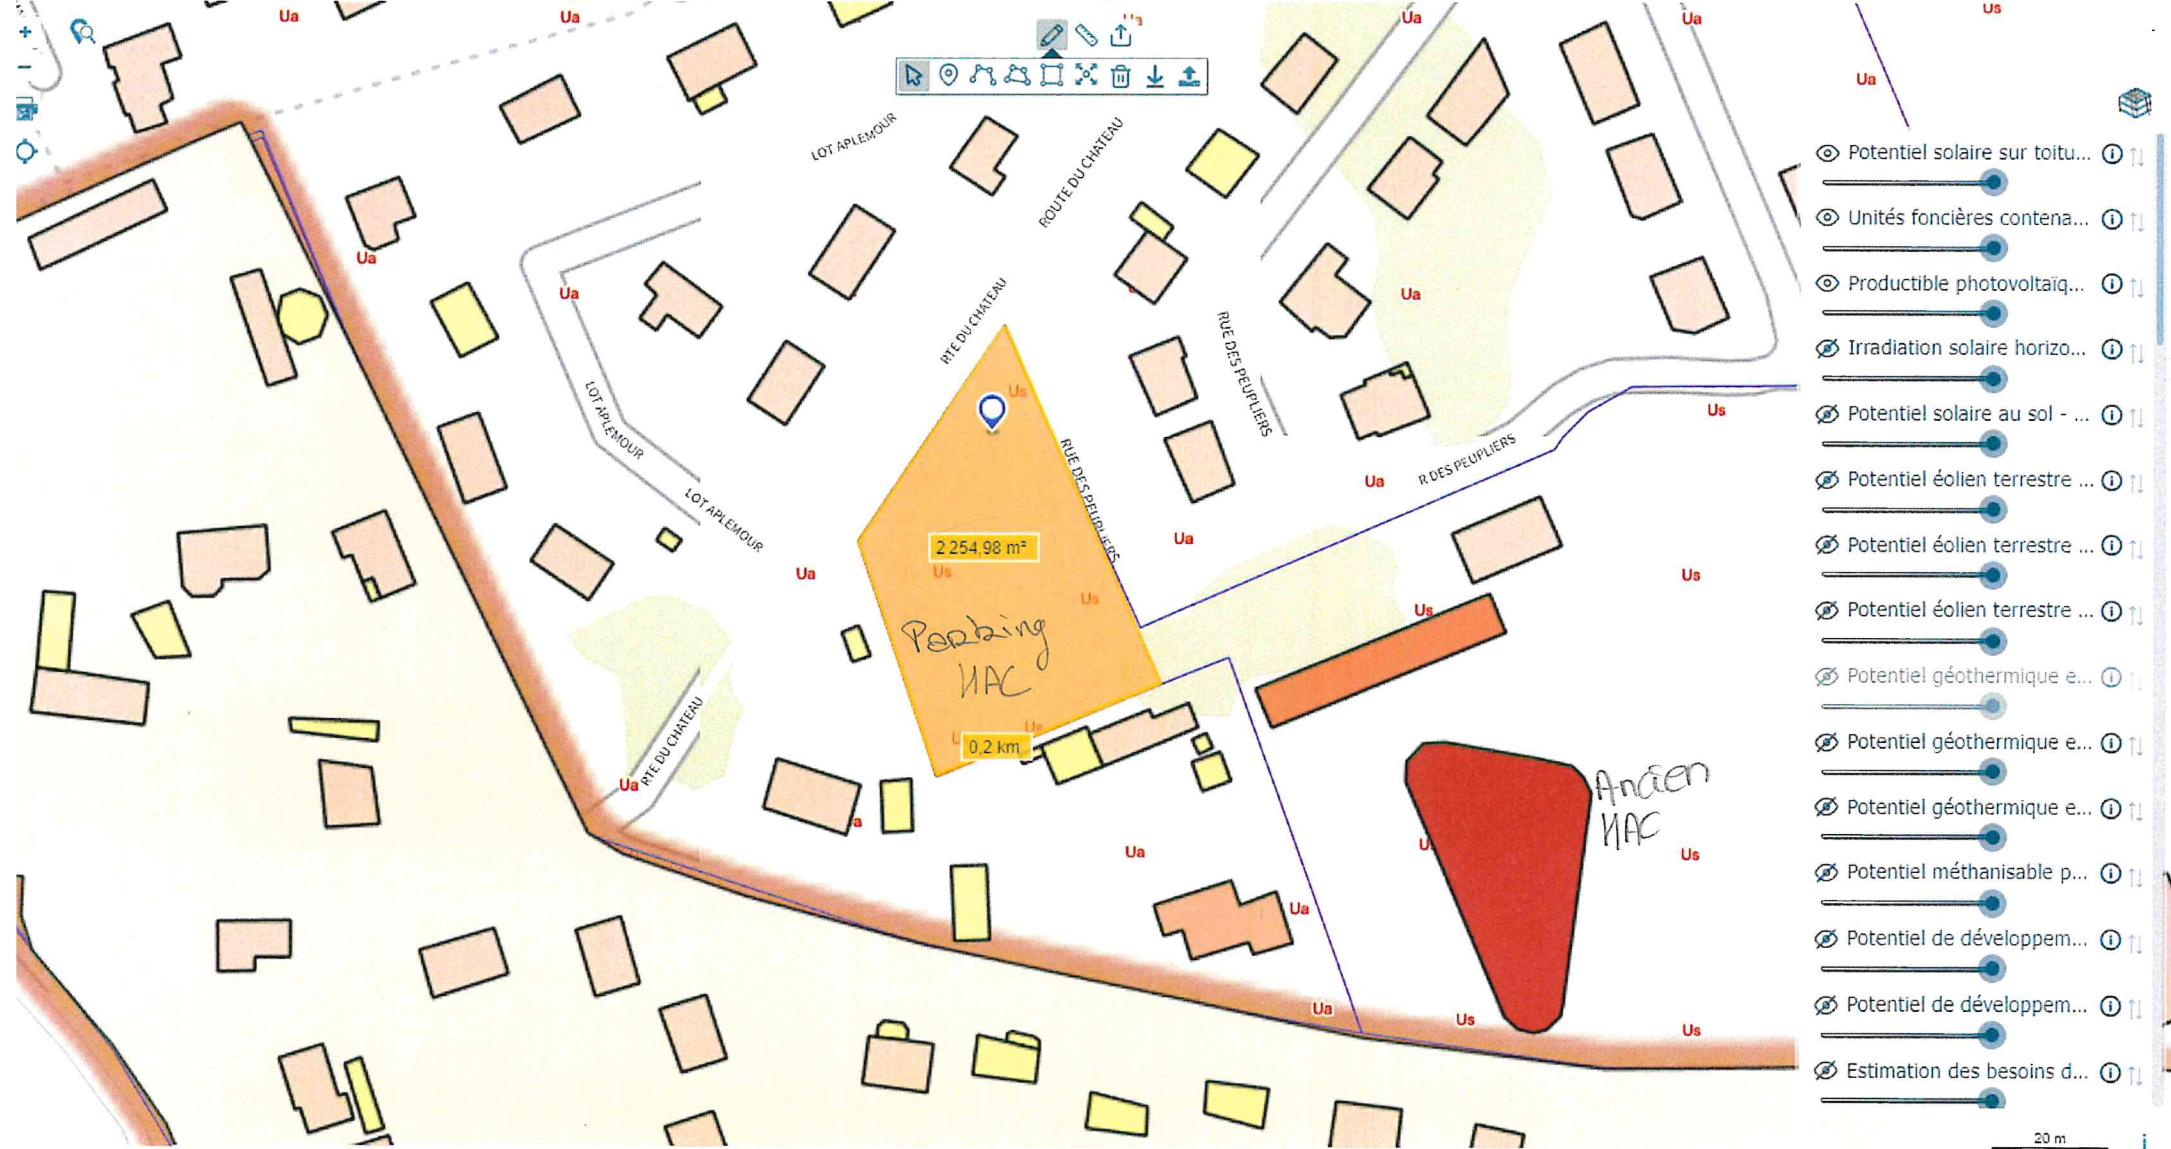 Ua
Ua
Ua
Ua
Us
Ua
LOT APLEMOUR
ROUTE DU CHATEAU
Ua
Ua
Ua
RTE DU CHATEAU
RUE DES PEUPLIERS
LOT APLEMOUR
Us
Us
RUE DES PEUPLIERS
R DES PEUPLIERS
Ua
LOT APLEMOUR
Ua
2 254,98 m²
Us
Ua
Us
Us
Us
Parking
HAC
RTE DU CHATEAU
Ua
Us
0,2 km
Ancien
HAC
Ua
Us
Ua
Ua
Us
Us
Potentiel solaire sur toitu...
Unités foncières contena...
Productible photovoltaïq...
Irradiation solaire horizo...
Potentiel solaire au sol - ...
Potentiel éolien terrestre ...
Potentiel éolien terrestre ...
Potentiel éolien terrestre ...
Potentiel géothermique e...
Potentiel géothermique e...
Potentiel géothermique e...
Potentiel méthanisable p...
Potentiel de développem...
Potentiel de développem...
Estimation des besoins d...
20 m